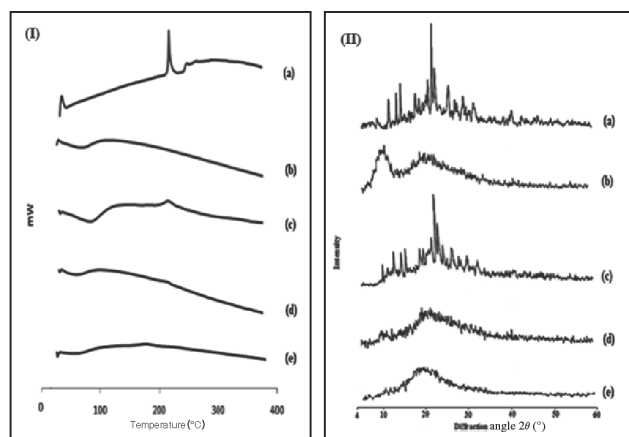 (I)
(a)
(b)
(c)
(d)
(e)
mW
0 100 200 300 400
Temperature (°C)
(II)
(a)
(b)
(c)
(d)
(e)
Intensity
4 10 20 30 40 50 60
Diffraction angle 2θ (°)